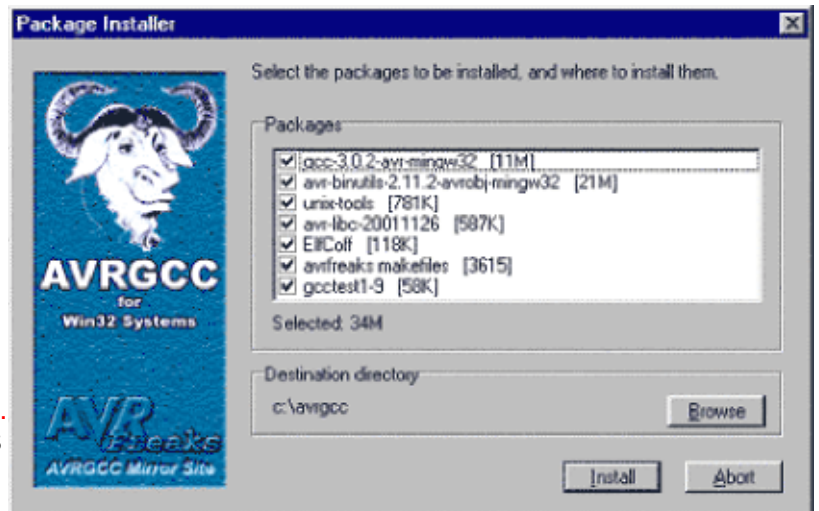 Package Installer
Select the packages to be installed, and where to install them.
Packages
gcc-3.0.2-avr-mingw32 [11M]
avr-binutils-2.11.2-avrobj-mingw32 [21M]
unix-tools [781K]
avr-libc-20011126 [587K]
ElfCoff [118K]
avrfreaks makefiles [3615]
gcctest1-9 [58K]
Selected: 34M
Destination directory
c:\avrgcc
Browse
Install
Abort
AVRGCC
for
Win32 Systems
AVR
Freaks
AVRGCC Mirror Site